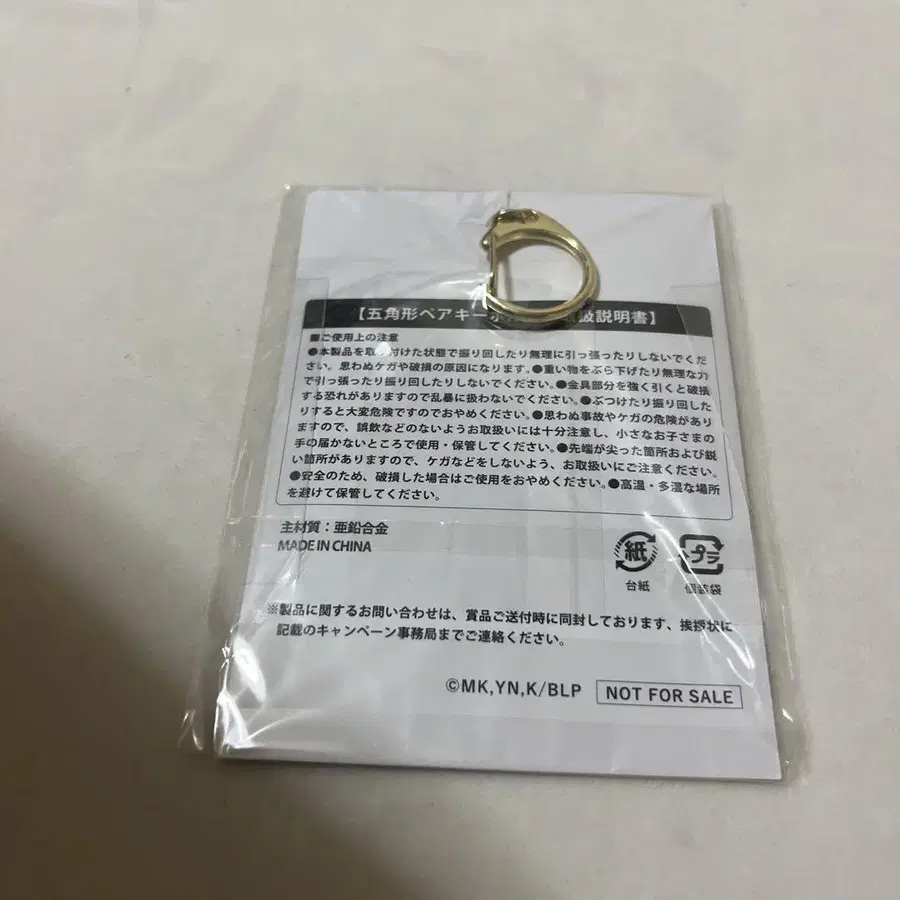 【五角形ペアキー 扱説明書】
■ご使用上の注意
●本製品を取り付けた状態で振り回したり無理に引っ張ったりしないでくだ
さい。思わぬケガや破損の原因になります。●重い物をぶら下げたり無理な力
で引っ張ったり振り回したりしないでください。●金具部分を強く引くと破損
する恐れがありますので乱暴に扱わないでください。●ぶつけたり振り回した
りすると大変危険ですのでおやめください。●思わぬ事故やケガの危険があり
ますので、誤飲などのないようお取扱いには十分注意し、小さなお子さまの
手の届かないところで使用・保管してください。●先端が尖った箇所および鋭
い箇所がありますので、ケガなどをしないよう、お取扱いにご注意ください。
●安全のため、破損した場合はご使用をおやめください。●高温・多湿な場所
を避けて保管してください。
主材質：亜鉛合金
MADE IN CHINA
紙 プラ
台紙 個装袋
※製品に関するお問い合わせは、賞品ご送付時に同封しております、挨拶状に
記載のキャンペーン事務局までご連絡ください。
©MK,YN,K/BLP NOT FOR SALE